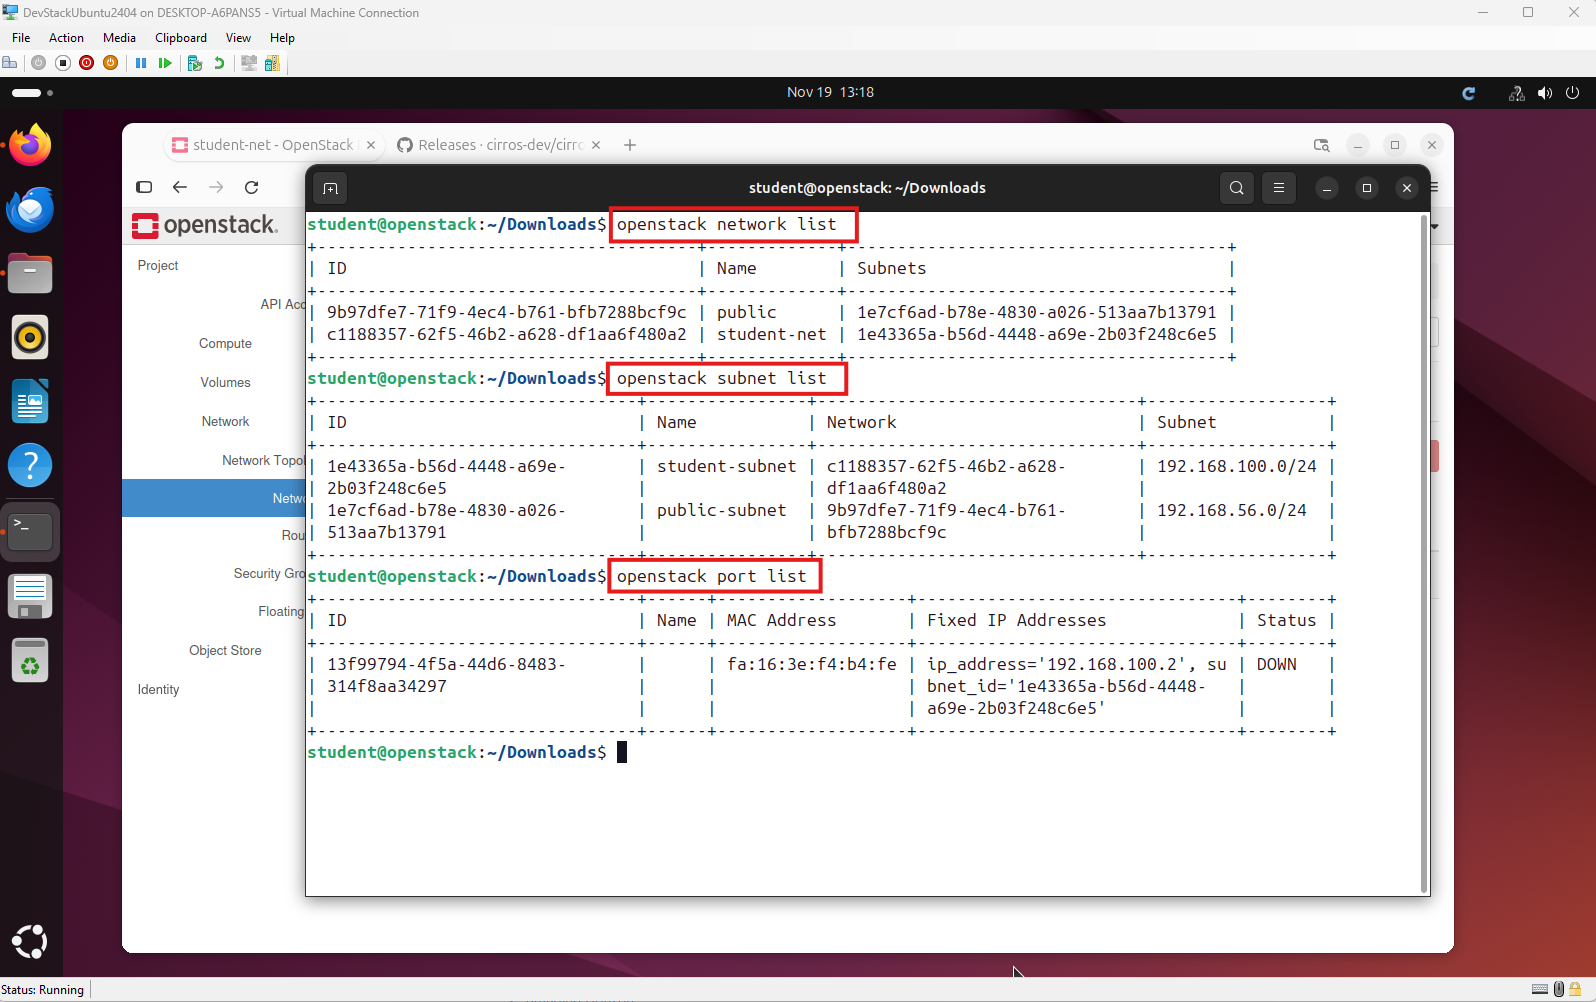 DevStackUbuntu2404 on DESKTOP-A6PANS5 - Virtual Machine Connection
File Action Media Clipboard View Help
Nov 19 13:18
student-net - OpenStack
Releases · cirros-dev/cirro
student@openstack: ~/Downloads
openstack.
Project
API Acc
Compute
Volumes
Network
Network Topol
Netwo
Rou
Security Gro
Floating
Object Store
Identity
student@openstack:~/Downloads$ openstack network list
+--------------------------------------+-------------+--------------------------------------+
| ID | Name | Subnets |
+--------------------------------------+-------------+--------------------------------------+
| 9b97dfe7-71f9-4ec4-b761-bfb7288bcf9c | public | 1e7cf6ad-b78e-4830-a026-513aa7b13791 |
| c1188357-62f5-46b2-a628-df1aa6f480a2 | student-net | 1e43365a-b56d-4448-a69e-2b03f248c6e5 |
+--------------------------------------+-------------+--------------------------------------+
student@openstack:~/Downloads$ openstack subnet list
+--------------------------------+----------------+--------------------------------+------------------+
| ID | Name | Network | Subnet |
+--------------------------------+----------------+--------------------------------+------------------+
| 1e43365a-b56d-4448-a69e- | student-subnet | c1188357-62f5-46b2-a628- | 192.168.100.0/24 |
| 2b03f248c6e5 | | df1aa6f480a2 | |
| 1e7cf6ad-b78e-4830-a026- | public-subnet | 9b97dfe7-71f9-4ec4-b761- | 192.168.56.0/24 |
| 513aa7b13791 | | bfb7288bcf9c | |
+--------------------------------+----------------+--------------------------------+------------------+
student@openstack:~/Downloads$ openstack port list
+--------------------------------+------+-------------------+--------------------------------+--------+
| ID | Name | MAC Address | Fixed IP Addresses | Status |
+--------------------------------+------+-------------------+--------------------------------+--------+
| 13f99794-4f5a-44d6-8483- | | fa:16:3e:f4:b4:fe | ip_address='192.168.100.2', su | DOWN |
| 314f8aa34297 | | | bnet_id='1e43365a-b56d-4448- | |
| | | | a69e-2b03f248c6e5' | |
+--------------------------------+------+-------------------+--------------------------------+--------+
student@openstack:~/Downloads$
Status: Running